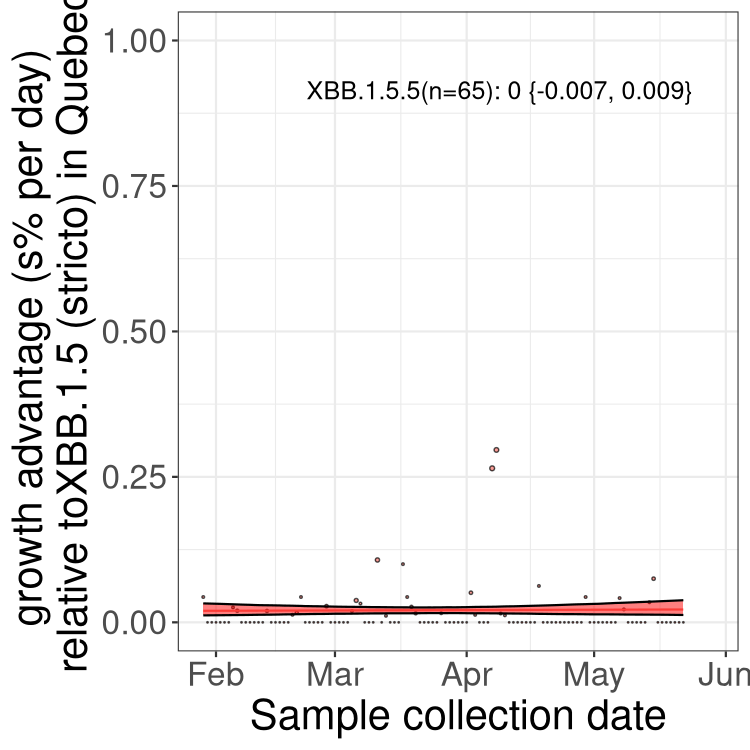 growth advantage (s% per day)
relative toXBB.1.5 (stricto) in Quebec
1.00
0.75
0.50
0.25
0.00
XBB.1.5.5(n=65): 0 {-0.007, 0.009}
Feb Mar Apr May Jun
Sample collection date